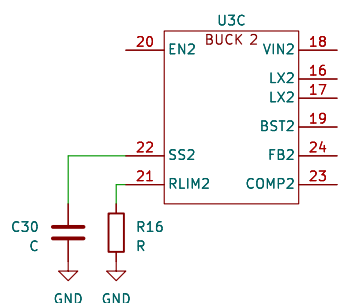 U3C
BUCK 2
20 EN2 VIN2 18
LX2 16
LX2 17
BST2 19
22 SS2 FB2 24
21 RLIM2 COMP2 23
C30 R16
C R
GND GND